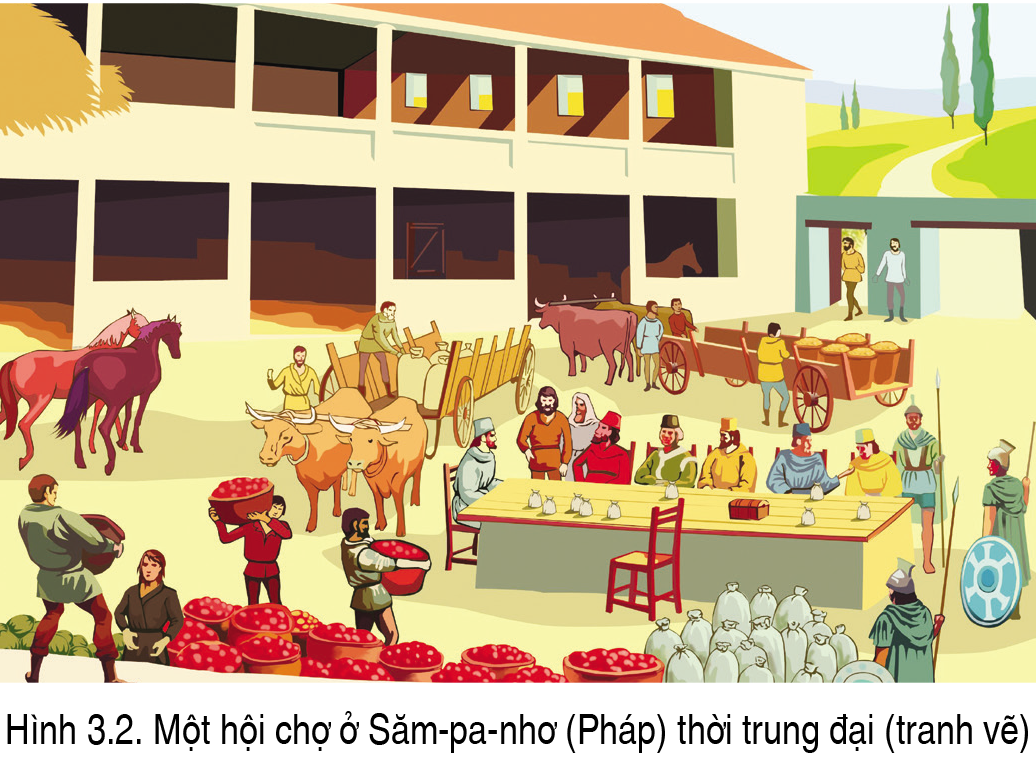 Hình 3.2. Một hội chợ ở Săm-pa-nhơ (Pháp) thời trung đại (tranh vẽ)